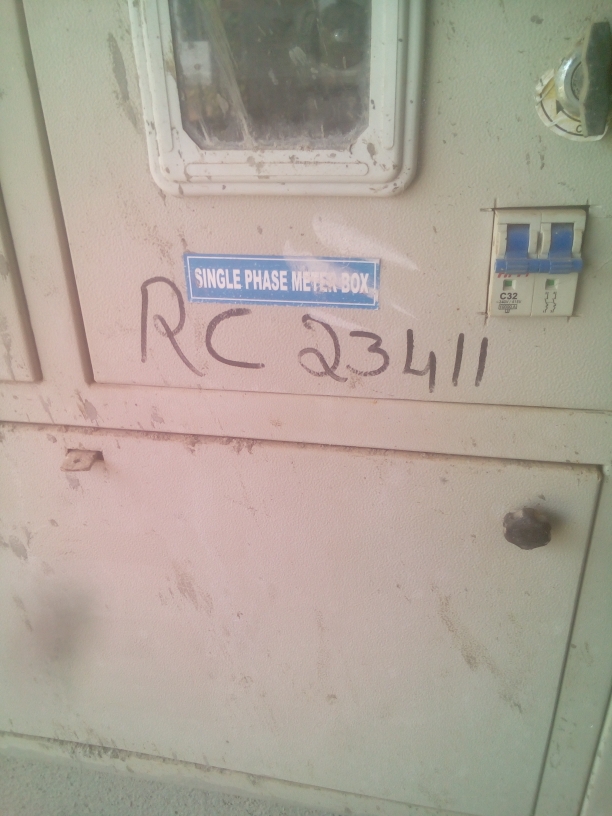 SINGLE PHASE METER BOX
C32
RC 23411